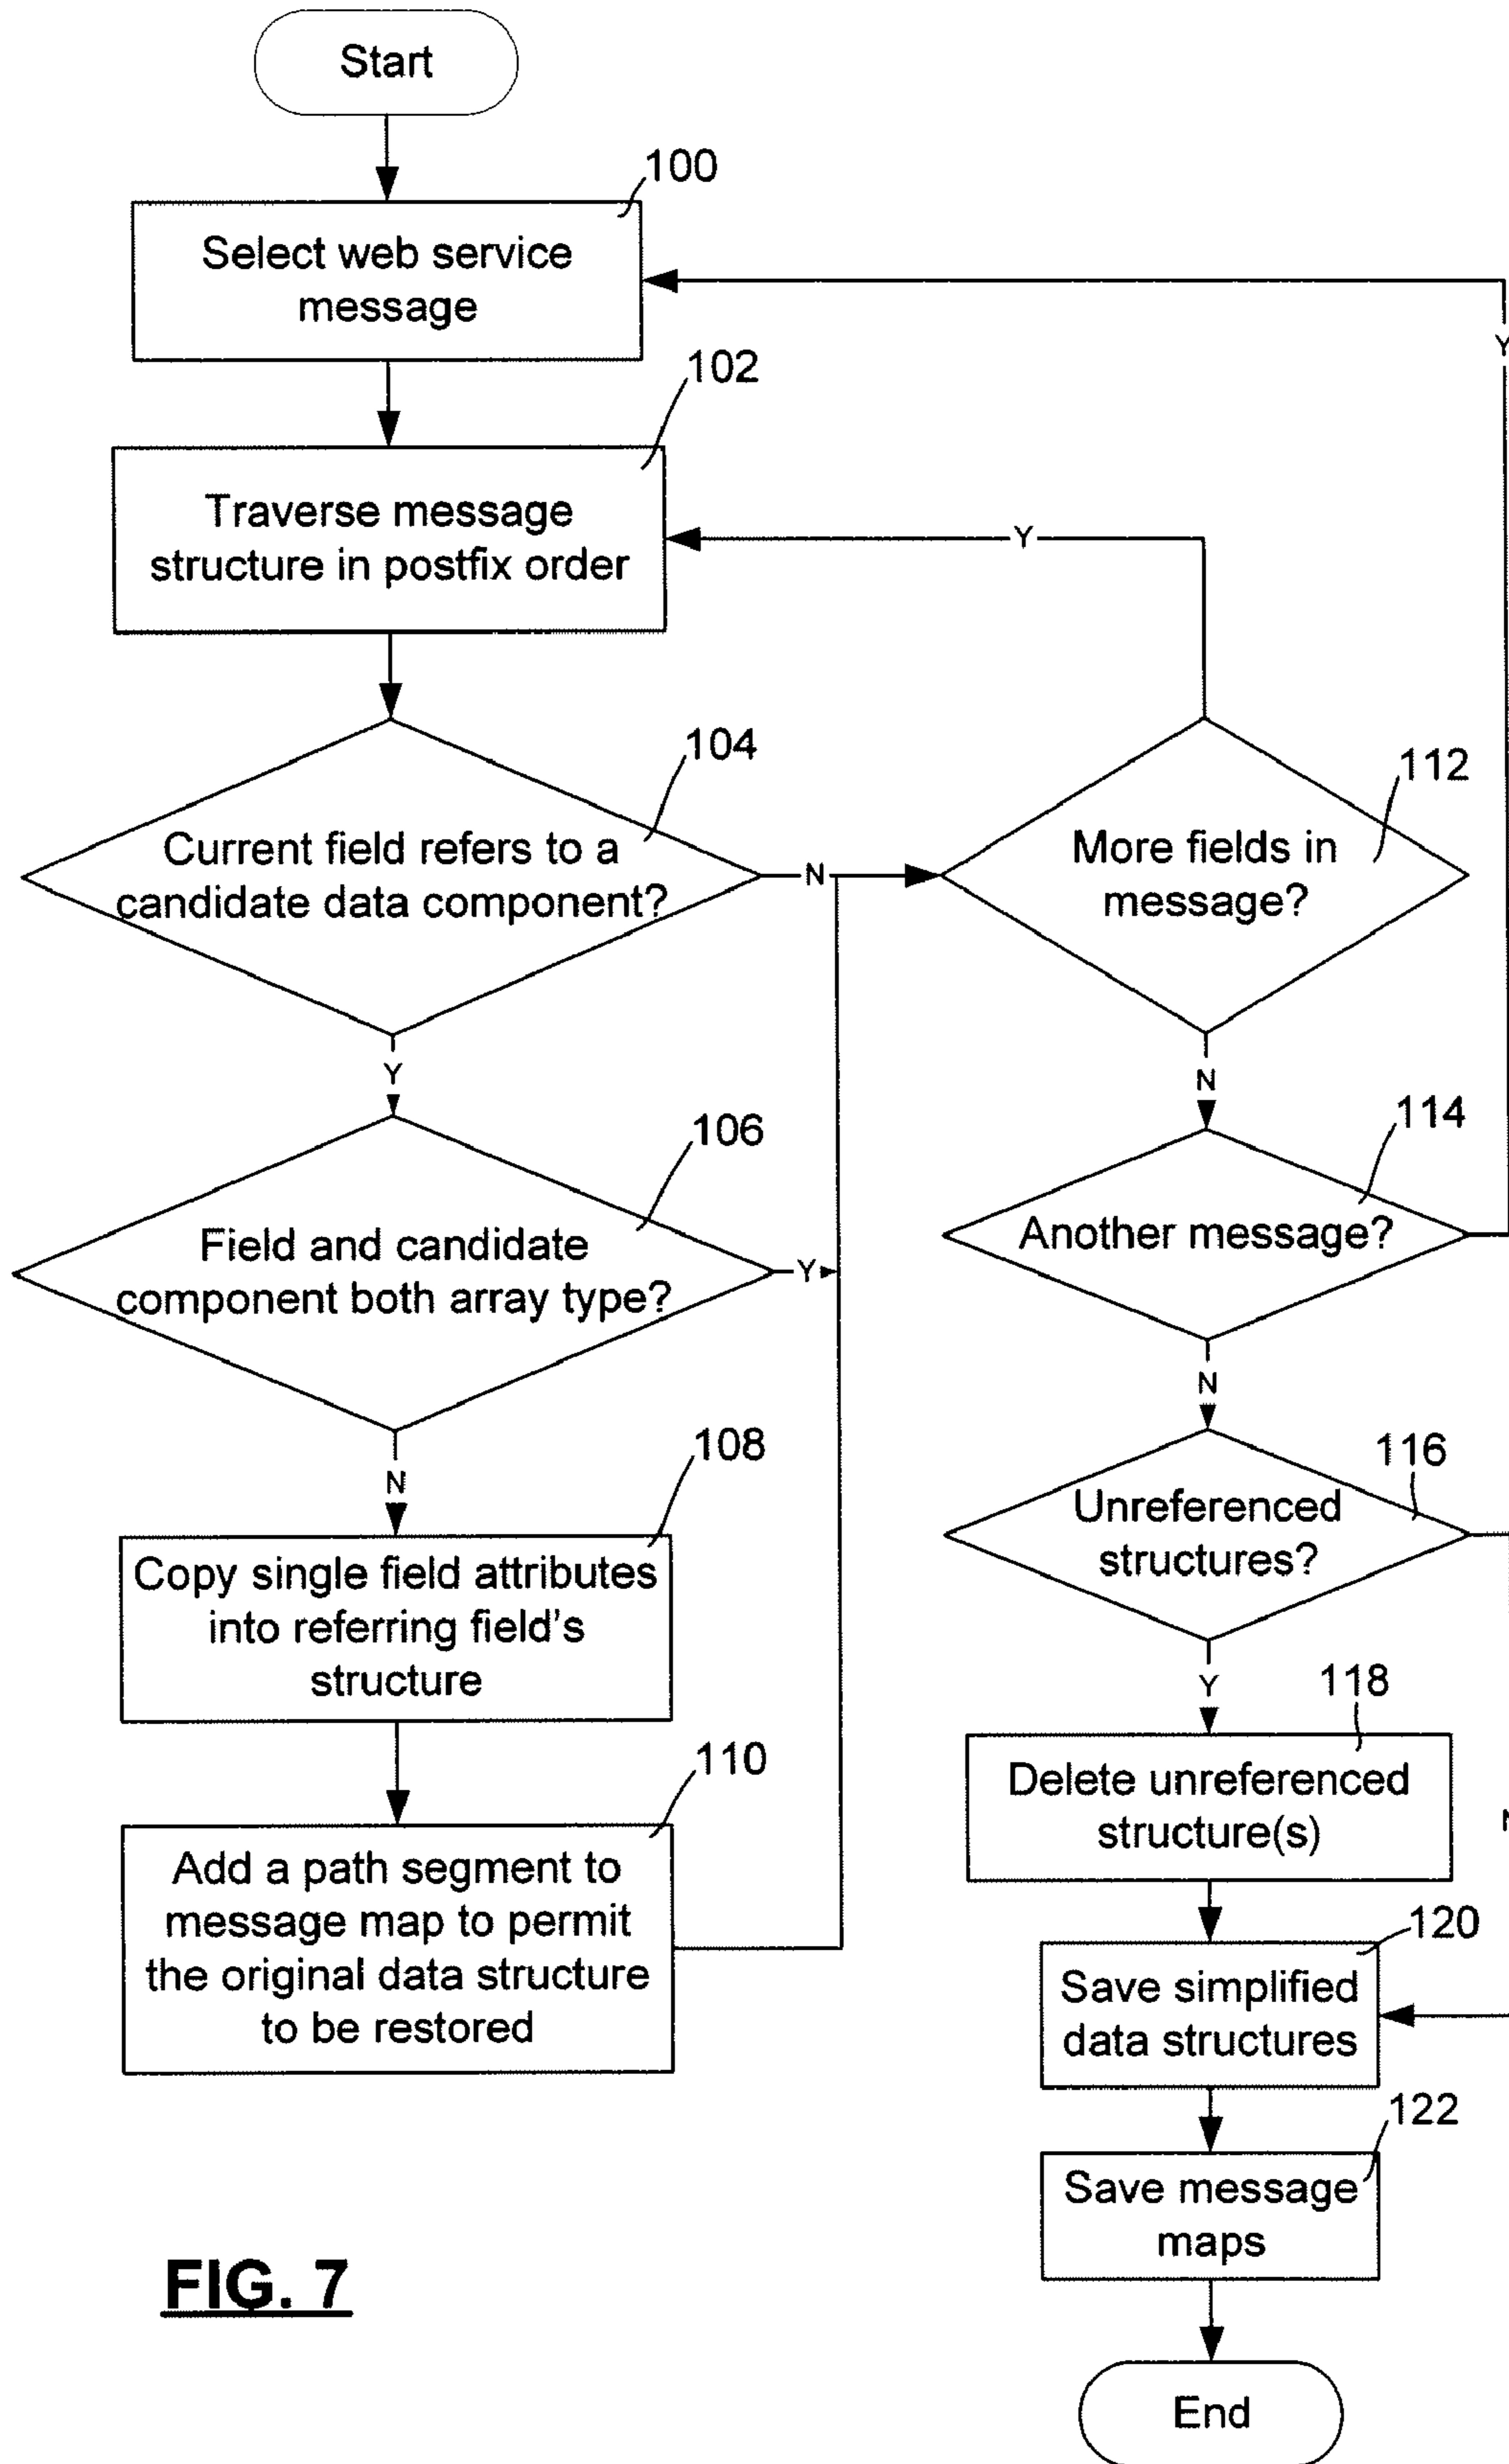 Start
100
Select web service
message
102
Traverse message
structure in postfix order
Y
Y
104
Current field refers to a
candidate data component?
N
112
More fields in
message?
Y
N
106
Field and candidate
component both array type?
Y
114
Another message?
N
N
108
Copy single field attributes
into referring field's
structure
116
Unreferenced
structures?
Y
110
Add a path segment to
message map to permit
the original data structure
to be restored
118
Delete unreferenced
structure(s)
N
120
Save simplified
data structures
122
Save message
maps
End
FIG. 7